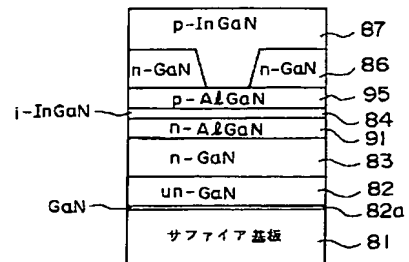 p-InGaN 87
n-GaN n-GaN 86
p-AlGaN 95
i-InGaN 84
n-AlGaN 91
n-GaN 83
un-GaN 82
GaN 82a
サファイア基板 81